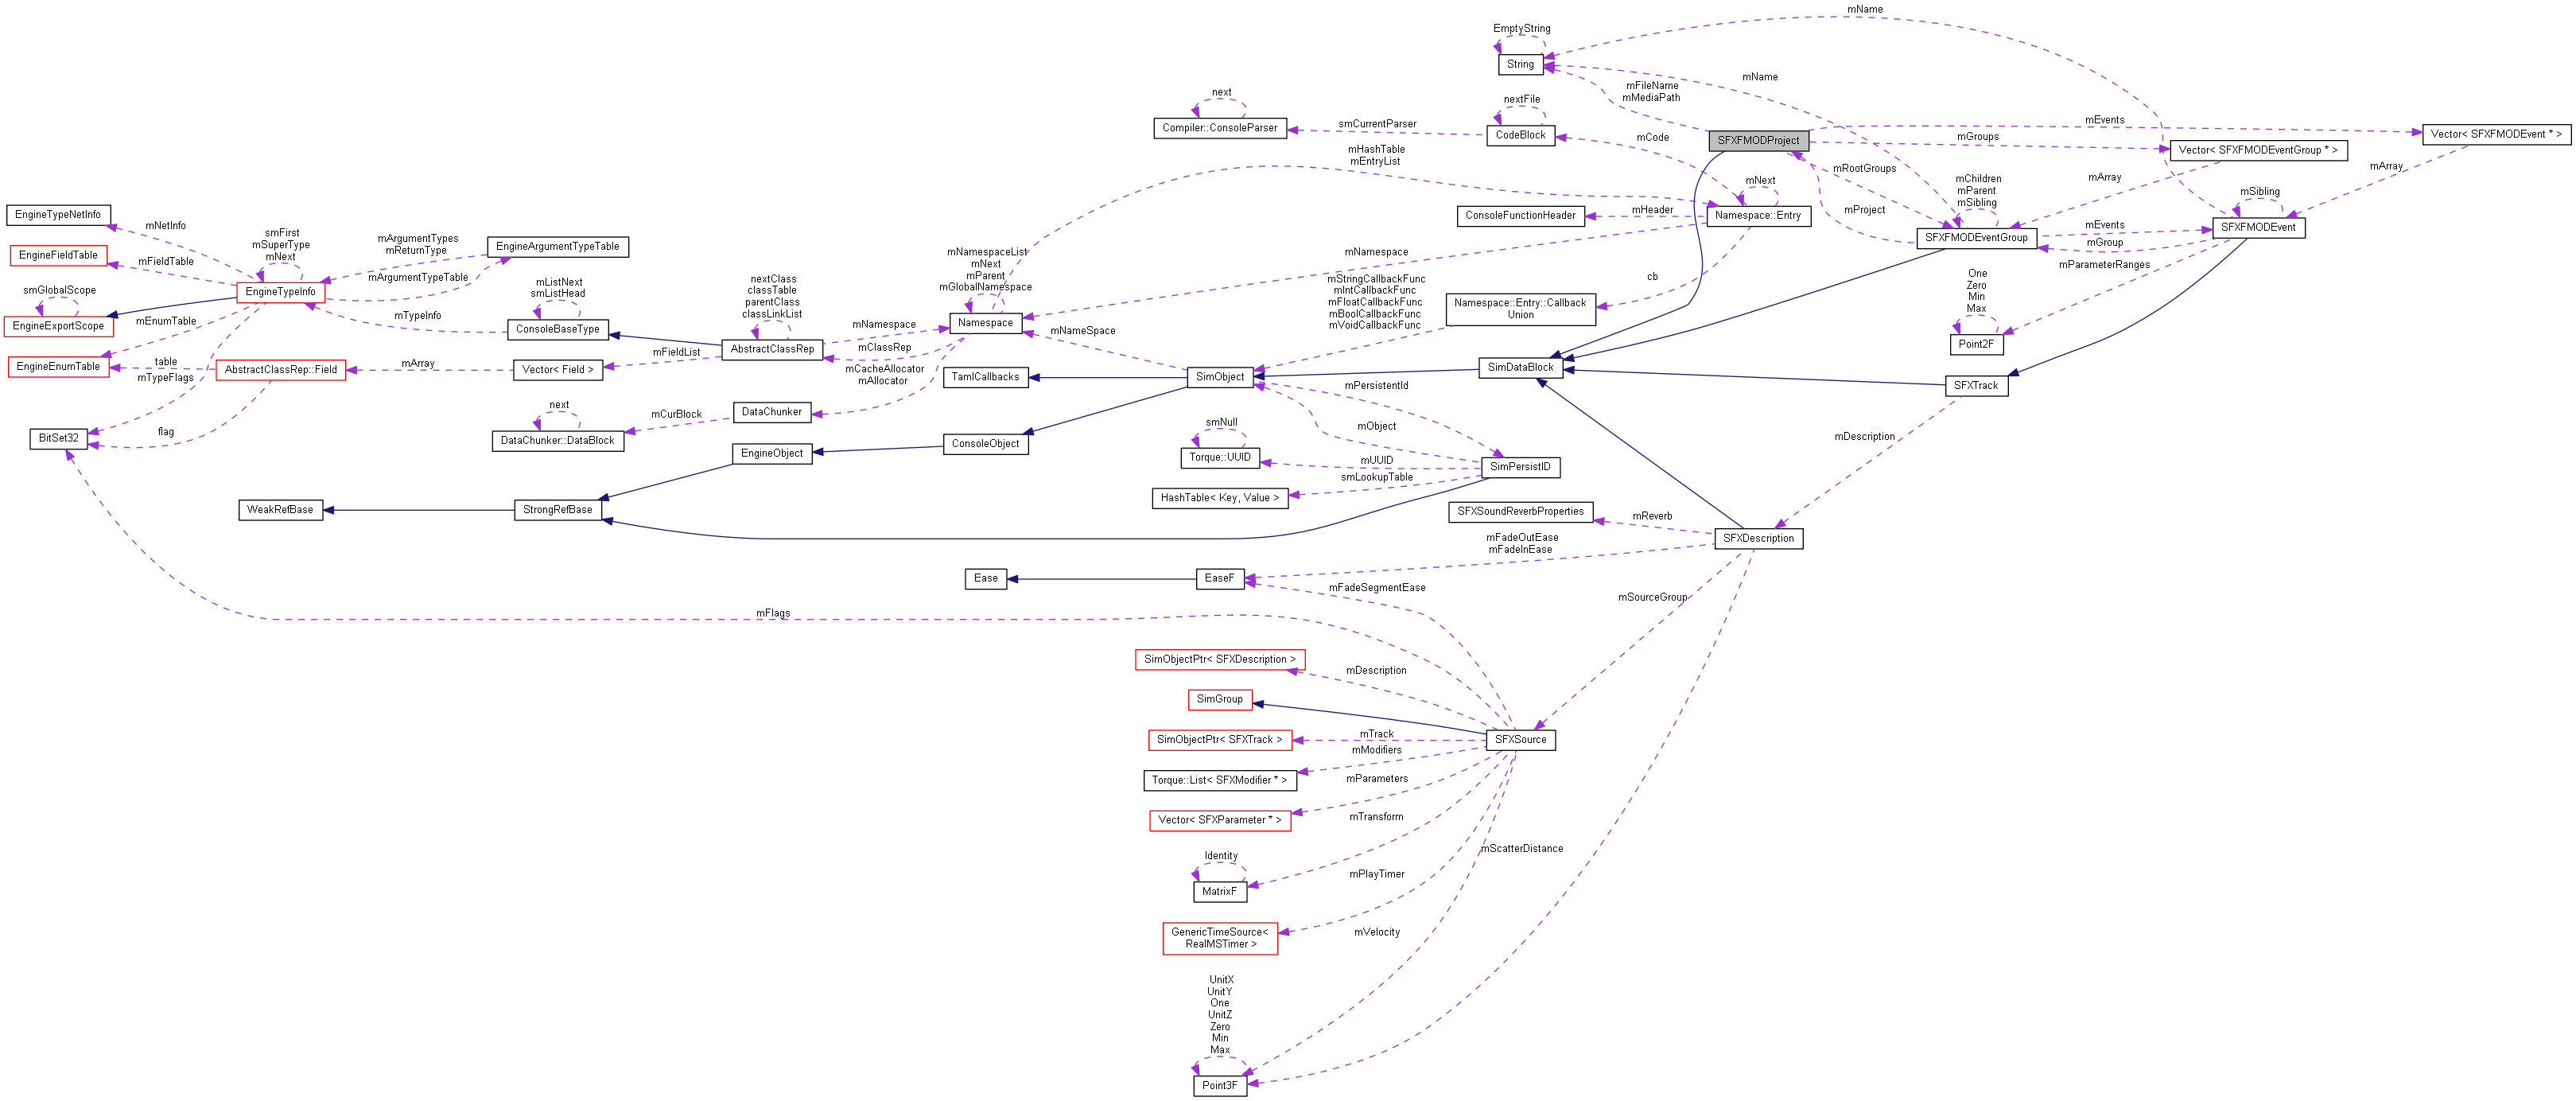 mName
EmptyString
String
mName
mFileName
mMediaPath
next
nextFile
Compiler::ConsoleParser
smCurrentParser
CodeBlock
mCode
SFXFMODProject
mEvents
Vector< SFXFMODEvent * >
mGroups
Vector< SFXFMODEventGroup * >
mHashTable
mEntryList
mRootGroups
mArray
mArray
mNext
mChildren
mParent
mSibling
mSibling
EngineTypeNetInfo
mNetInfo
ConsoleFunctionHeader
mHeader
Namespace::Entry
mProject
SFXFMODEventGroup
mEvents
mGroup
SFXFMODEvent
smFirst
mSuperType
mNext
mArgumentTypes
mReturnType
EngineArgumentTypeTable
EngineFieldTable
mFieldTable
mNamespaceList
mNext
mParent
mGlobalNamespace
mNamespace
mParameterRanges
smGlobalScope
EngineTypeInfo
mArgumentTypeTable
mListNext
smListHead
nextClass
classTable
parentClass
classLinkList
mStringCallbackFunc
mIntCallbackFunc
mFloatCallbackFunc
mBoolCallbackFunc
mVoidCallbackFunc
cb
Namespace::Entry::Callback
Union
One
Zero
Min
Max
EngineExportScope
mEnumTable
mTypeInfo
ConsoleBaseType
mNamespace
Namespace
mNameSpace
Point2F
AbstractClassRep
mClassRep
mFieldList
EngineEnumTable
table
mTypeFlags
AbstractClassRep::Field
mArray
Vector< Field >
mCacheAllocator
mAllocator
TamlCallbacks
SimObject
mPersistentId
SimDataBlock
SFXTrack
next
mCurBlock
DataChunker
BitSet32
flag
DataChunker::DataBlock
ConsoleObject
smNull
mObject
mDescription
EngineObject
Torque::UUID
mUUID
SimPersistID
smLookupTable
HashTable< Key, Value >
WeakRefBase
StrongRefBase
SFXSoundReverbProperties
mReverb
SFXDescription
mFadeOutEase
mFadeInEase
Ease
EaseF
mFadeSegmentEase
mSourceGroup
mFlags
SimObjectPtr< SFXDescription >
mDescription
SimGroup
SimObjectPtr< SFXTrack >
mTrack
SFXSource
mModifiers
Torque::List< SFXModifier * >
mParameters
Vector< SFXParameter * >
mTransform
Identity
mScatterDistance
MatrixF
mPlayTimer
GenericTimeSource<
RealMSTimer >
mVelocity
UnitX
UnitY
One
UnitZ
Zero
Min
Max
Point3F